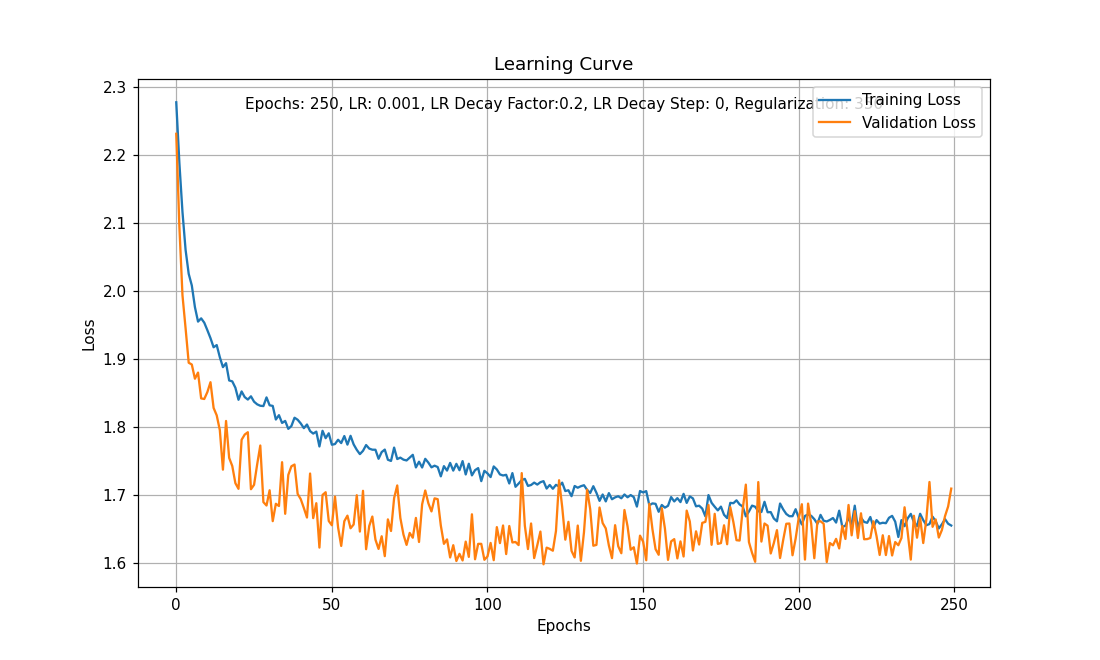 Learning Curve
Epochs: 250, LR: 0.001, LR Decay Factor:0.2, LR Decay Step: 0, Regularization:
Training Loss
Validation Loss
2.3
2.2
2.1
2.0
1.9
1.8
1.7
1.6
Loss
0
50
100
150
200
250
Epochs